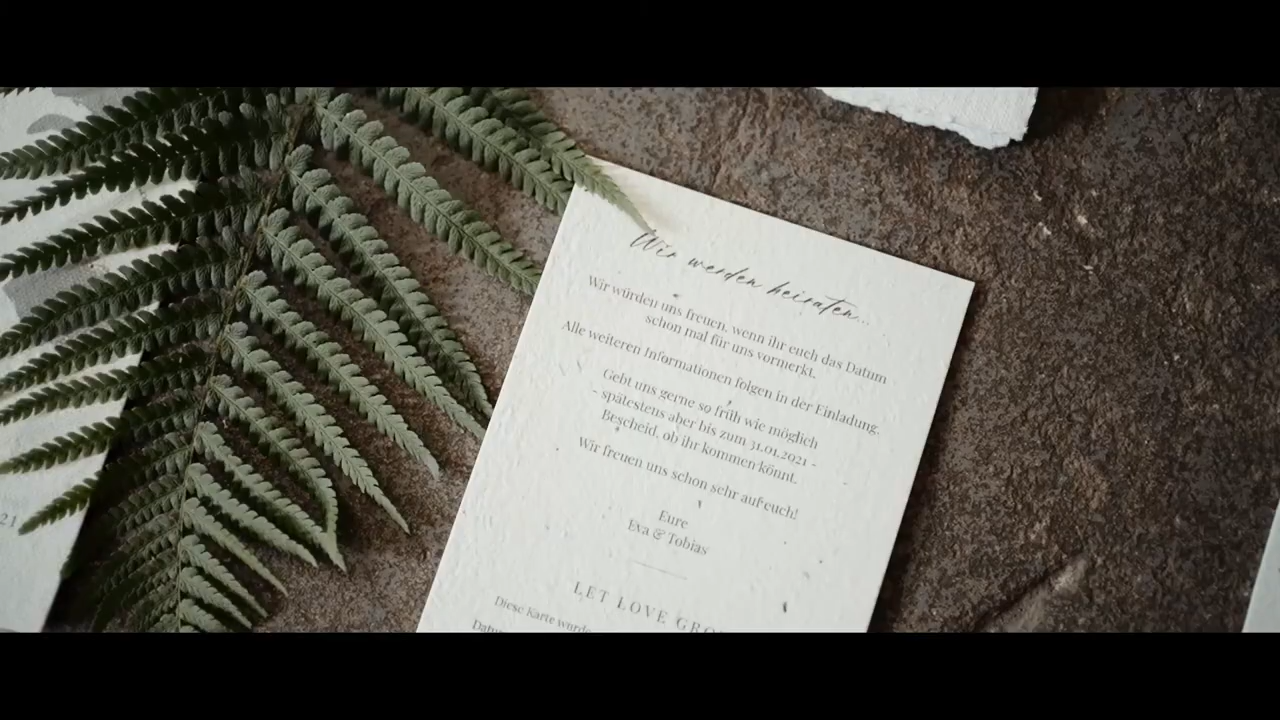 Wir werden heiraten...
Wir würden uns freuen, wenn ihr euch das Datum
schon mal für uns vormerkt.
Alle weiteren Informationen folgen in der Einladung.
Gebt uns gerne so früh wie möglich
- spätestens aber bis zum 31.01.2021 -
Bescheid, ob ihr kommen könnt.
Wir freuen uns schon sehr auf euch!
Eure
Eva & Tobias
LET LOVE GRO
Diese Karte wurde
21